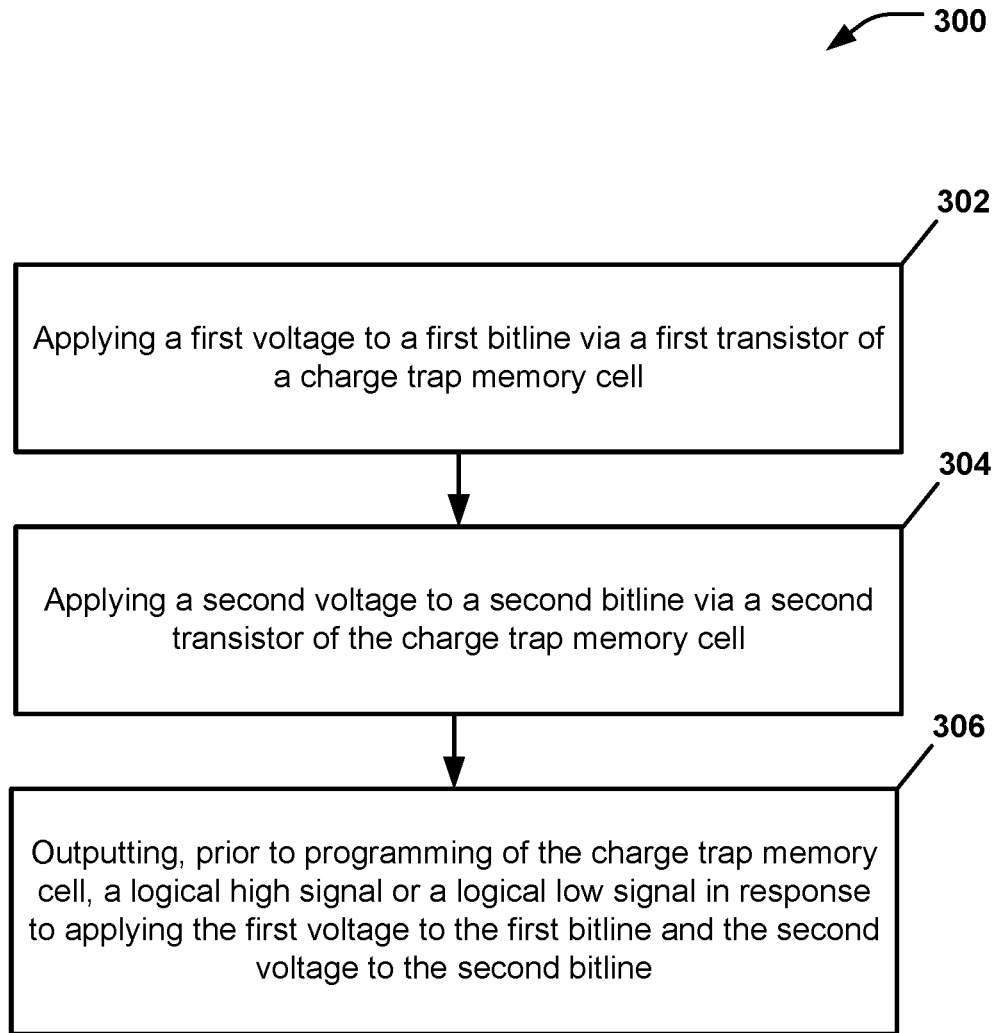 300
302
Applying a first voltage to a first bitline via a first transistor of
a charge trap memory cell
304
Applying a second voltage to a second bitline via a second
transistor of the charge trap memory cell
306
Outputting, prior to programming of the charge trap memory
cell, a logical high signal or a logical low signal in response
to applying the first voltage to the first bitline and the second
voltage to the second bitline